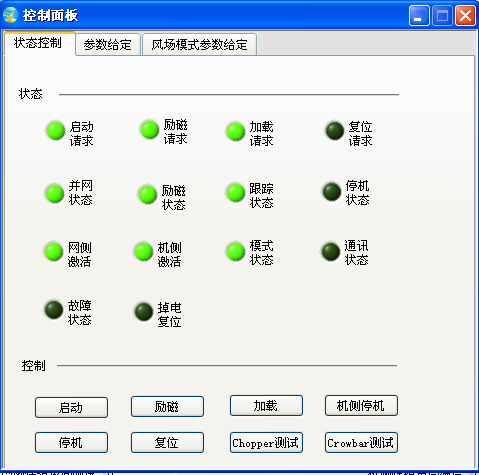 控制面板
状态控制 参数给定 风场模式参数给定
状态
启动 励磁 加载 复位
请求 请求 请求 请求
并网 励磁 跟踪 停机
状态 状态 状态 状态
网侧 机侧 模式 通讯
激活 激活 状态 状态
故障 掉电
状态 复位
控制
启动 励磁 加载 机侧停机
停机 复位 Chopper测试 Crowbar测试